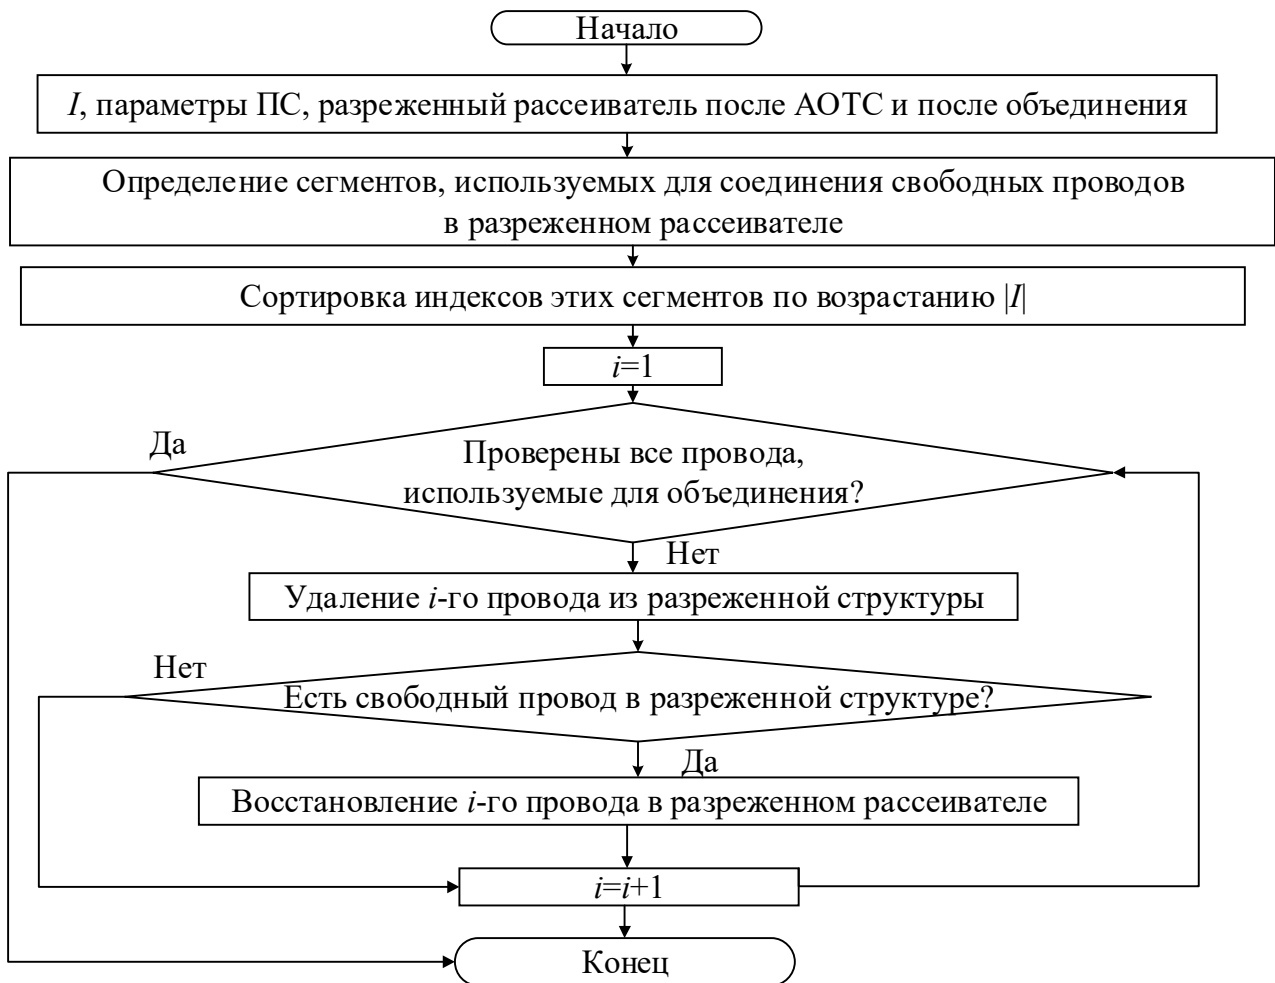 Начало
I, параметры ПС, разреженный рассеиватель после АОТС и после объединения
Определение сегментов, используемых для соединения свободных проводов
в разреженном рассеивателе
Сортировка индексов этих сегментов по возрастанию |I|
i=1
Да
Проверены все провода,
используемые для объединения?
Нет
Удаление i-го провода из разреженной структуры
Нет
Есть свободный провод в разреженной структуре?
Да
Восстановление i-го провода в разреженном рассеивателе
i=i+1
Конец